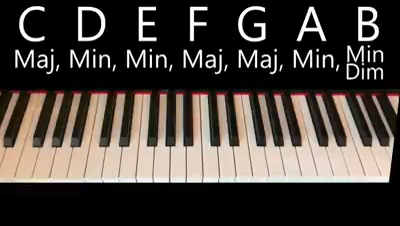 C D E F G A B
Maj, Min, Min, Maj, Maj, Min, Min
Dim